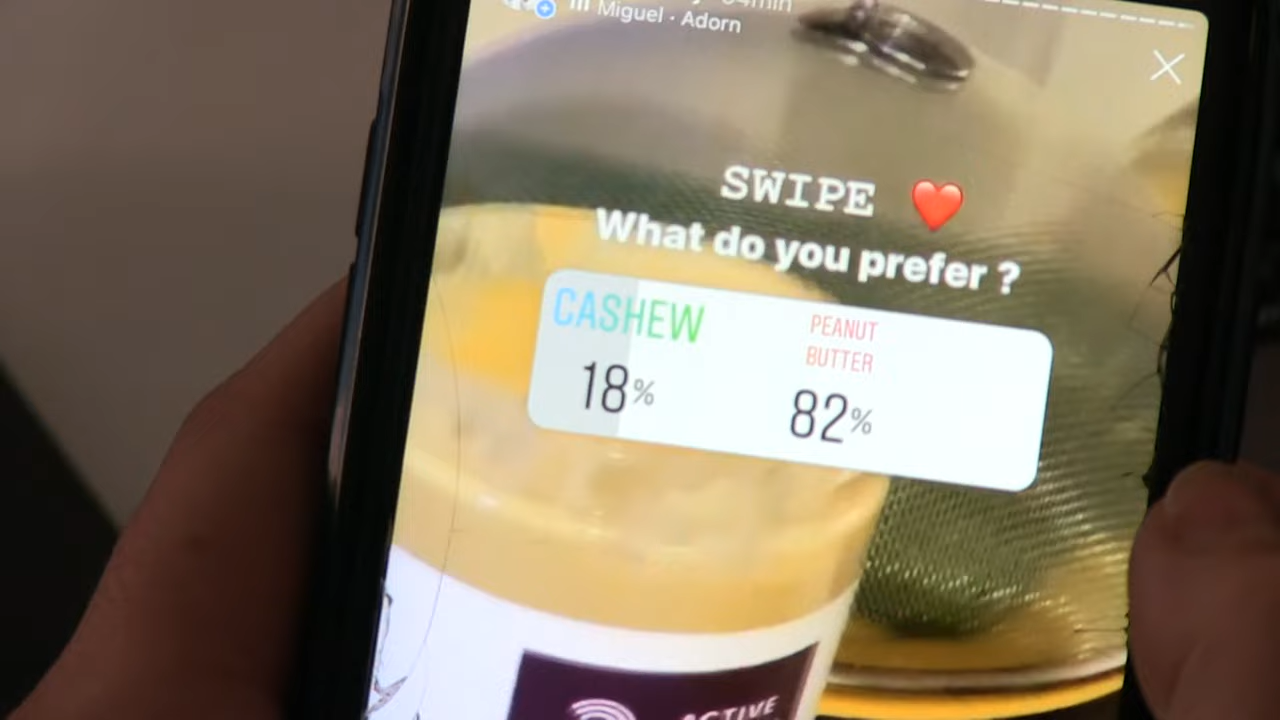 Miguel · Adorn
SWIPE ❤️
What do you prefer ?
CASHEW
PEANUT
BUTTER
18%
82%
ACTIVE